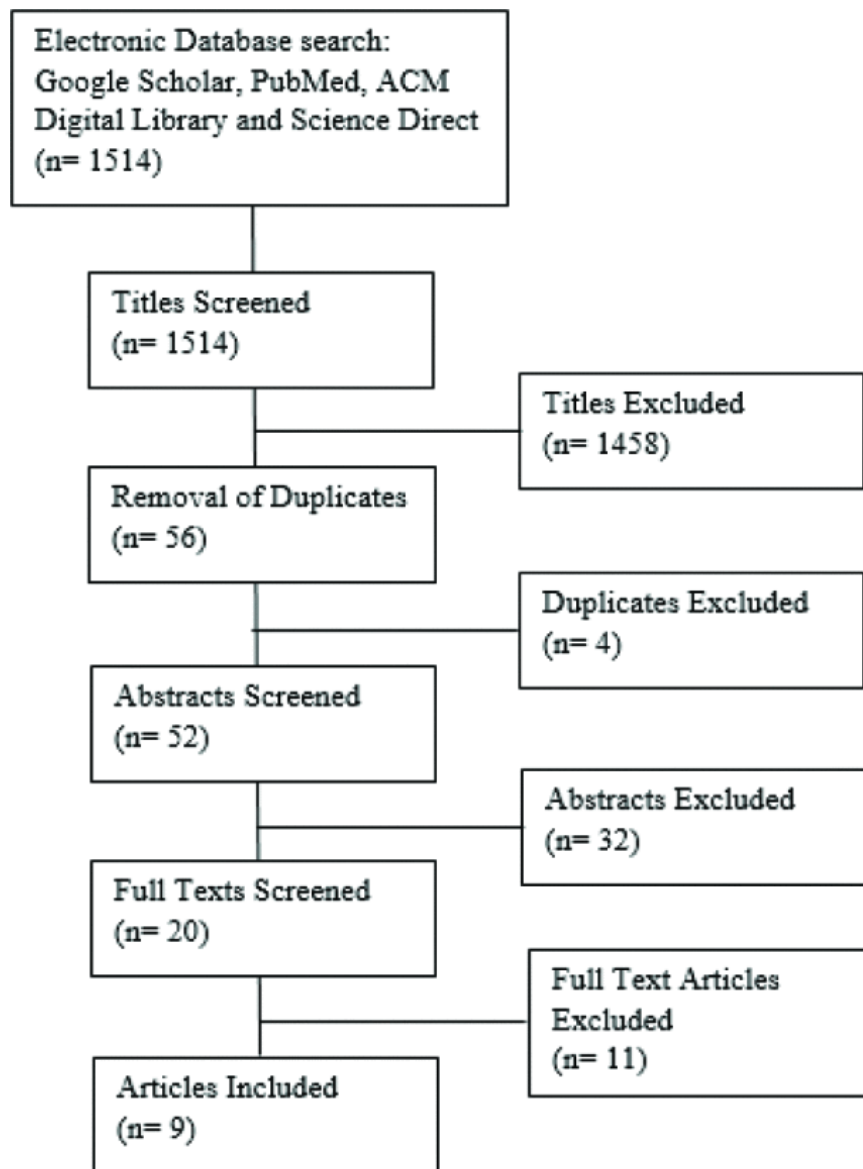 Electronic Database search:
Google Scholar, PubMed, ACM
Digital Library and Science Direct
(n= 1514)
Titles Screened
(n= 1514)
Titles Excluded
(n= 1458)
Removal of Duplicates
(n= 56)
Duplicates Excluded
(n= 4)
Abstracts Screened
(n= 52)
Abstracts Excluded
(n= 32)
Full Texts Screened
(n= 20)
Full Text Articles
Excluded
(n= 11)
Articles Included
(n= 9)